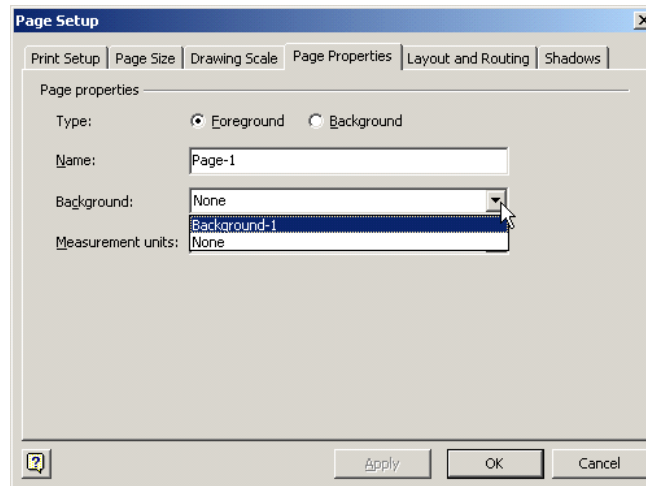 Page Setup
Print Setup Page Size Drawing Scale Page Properties Layout and Routing Shadows
Page properties
Type: Foreground Background
Name: Page-1
Background: None
Background-1
Measurement units: None
Apply OK Cancel